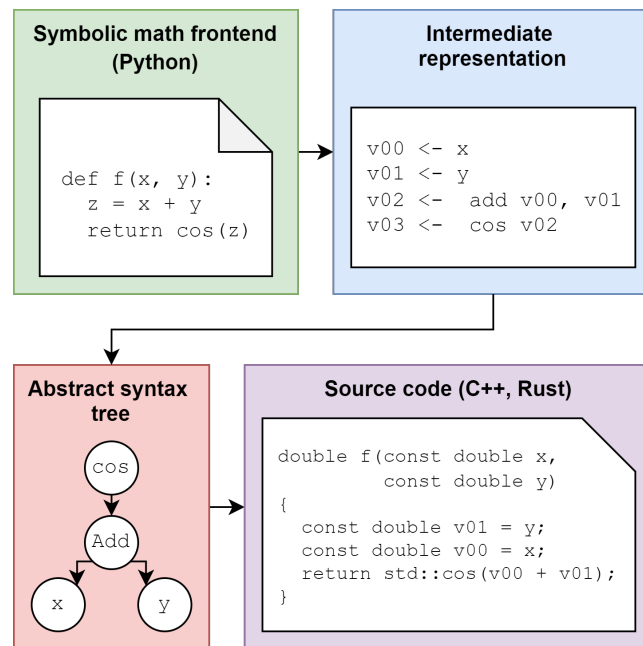 Symbolic math frontend
(Python)
def f(x, y):
  z = x + y
  return cos(z)
Intermediate
representation
v00 <- x
v01 <- y
v02 <-  add v00, v01
v03 <-  cos v02
Abstract syntax
tree
cos
Add
x
y
Source code (C++, Rust)
double f(const double x,
         const double y)
{
  const double v01 = y;
  const double v00 = x;
  return std::cos(v00 + v01);
}